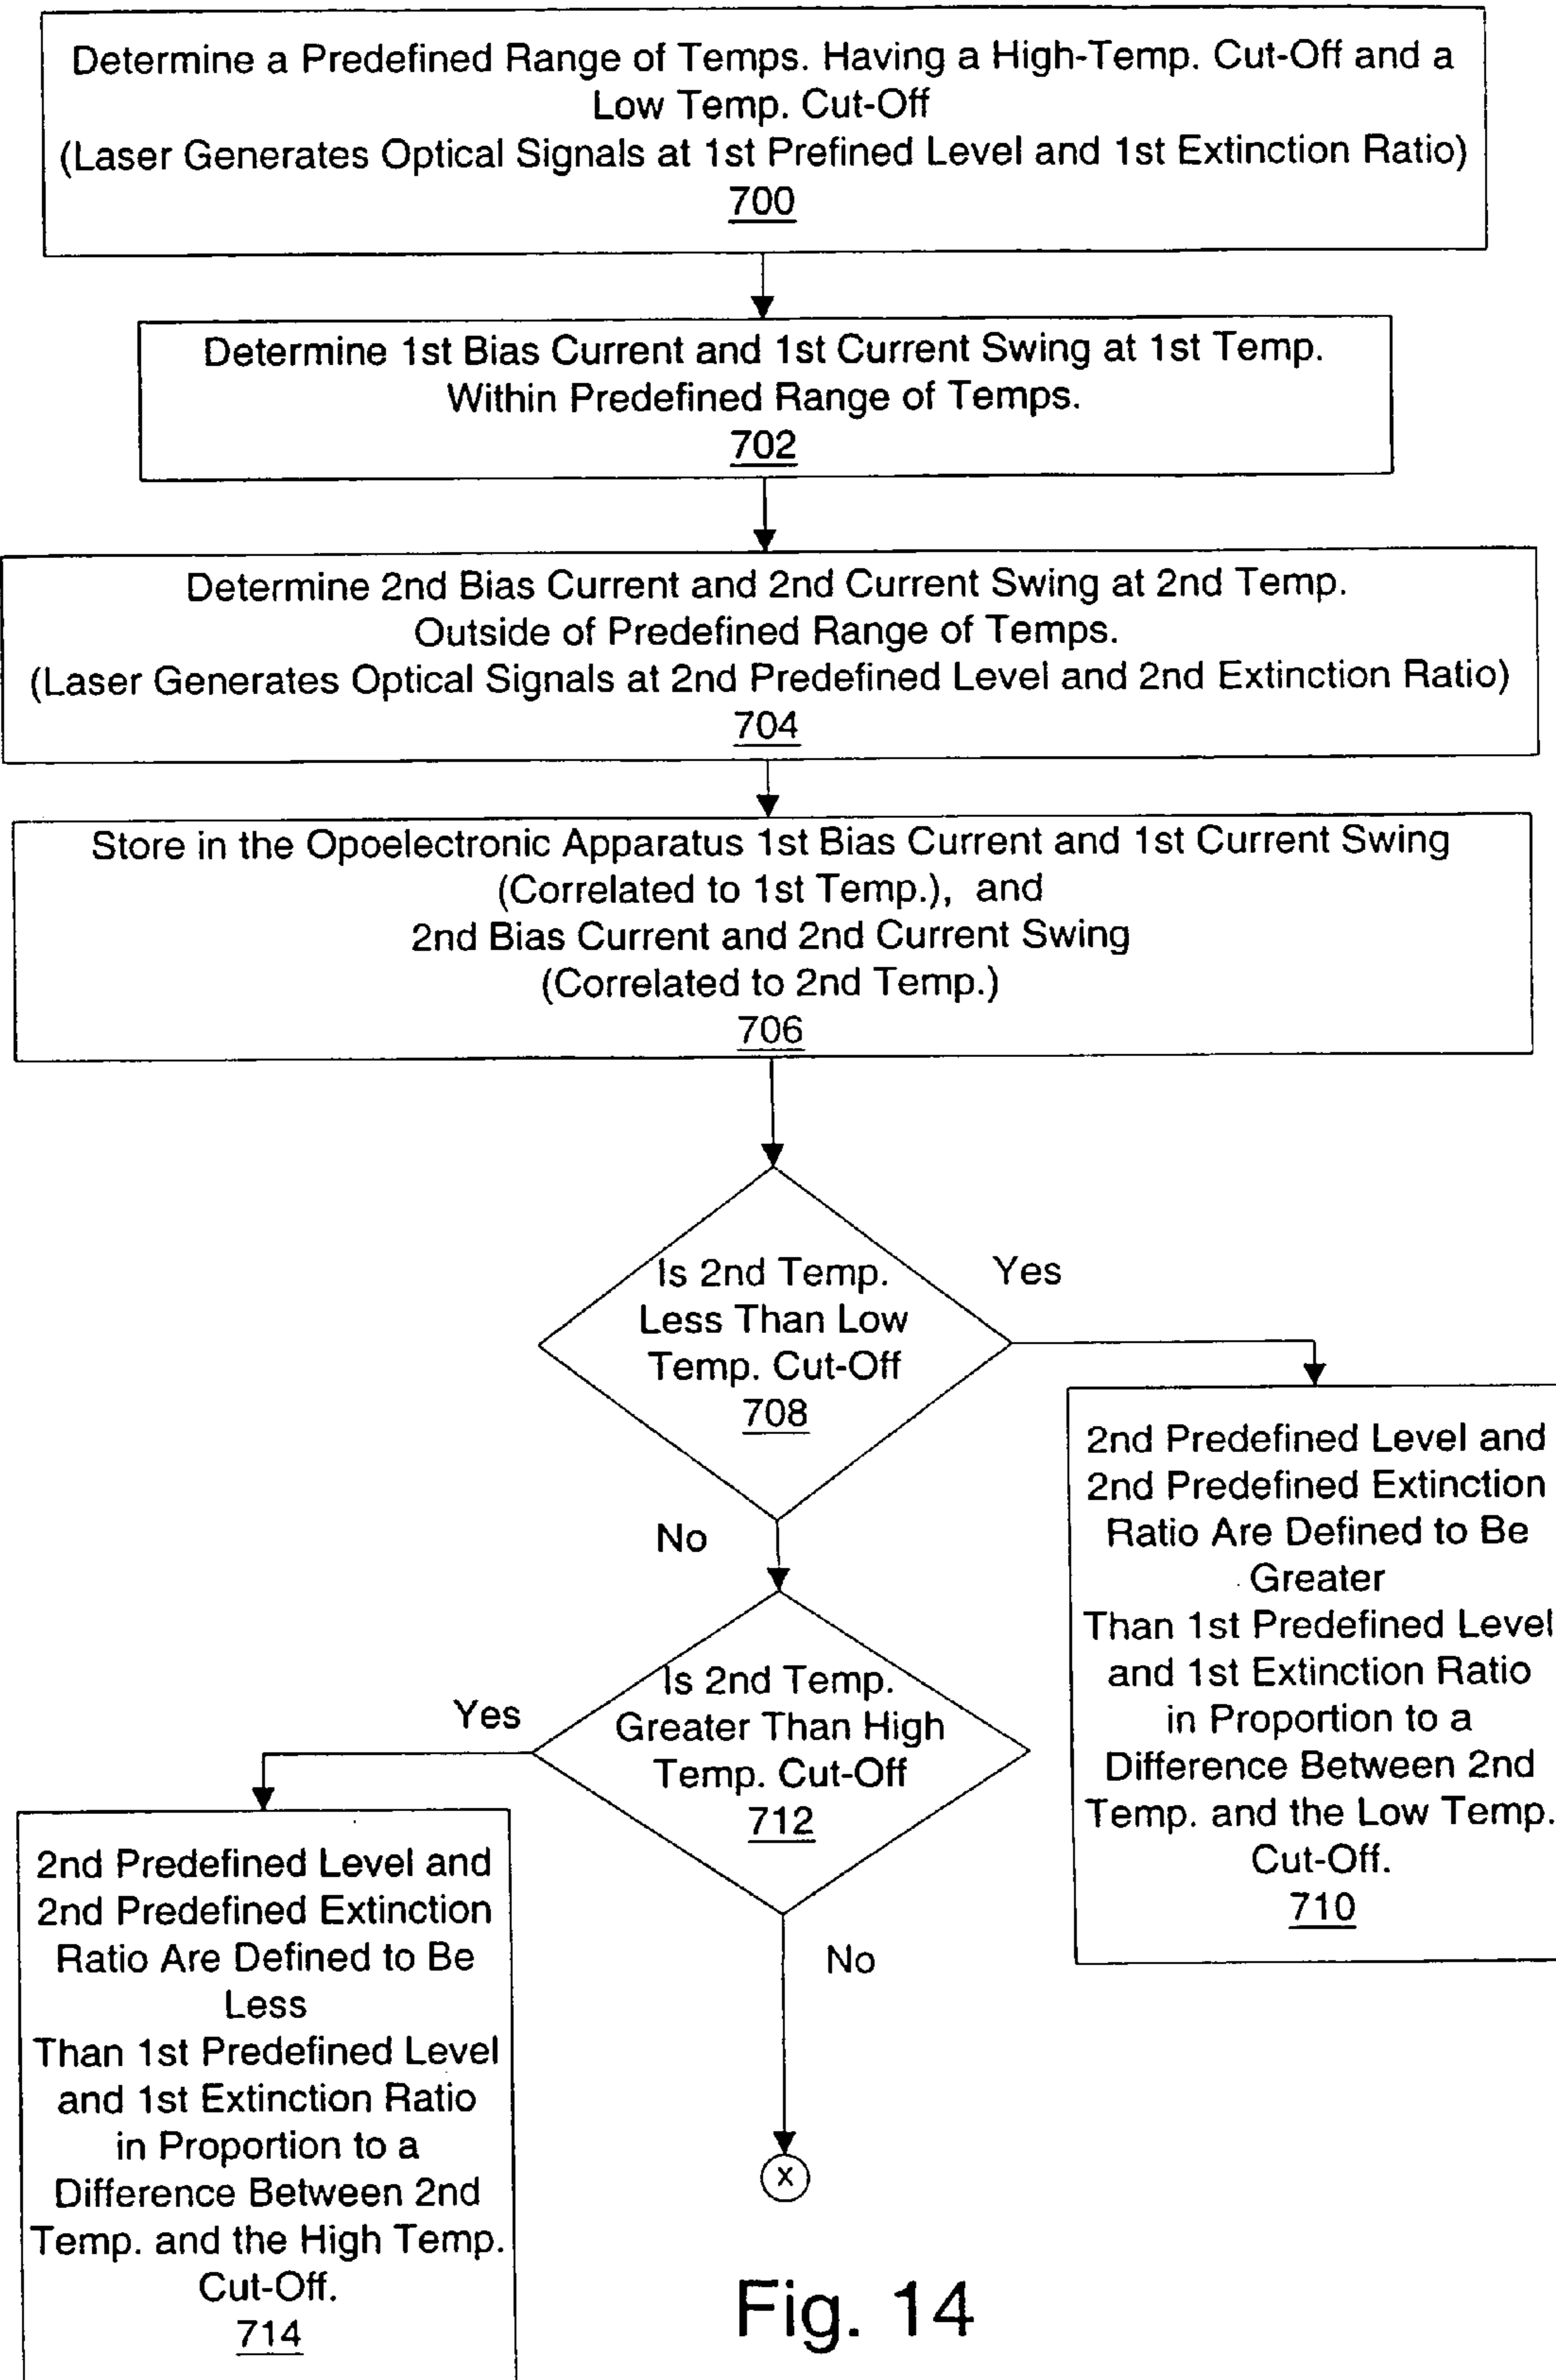 Determine a Predefined Range of Temps. Having a High-Temp. Cut-Off and a
Low Temp. Cut-Off
(Laser Generates Optical Signals at 1st Prefined Level and 1st Extinction Ratio)
700
Determine 1st Bias Current and 1st Current Swing at 1st Temp.
Within Predefined Range of Temps.
702
Determine 2nd Bias Current and 2nd Current Swing at 2nd Temp.
Outside of Predefined Range of Temps.
(Laser Generates Optical Signals at 2nd Predefined Level and 2nd Extinction Ratio)
704
Store in the Opoelectronic Apparatus 1st Bias Current and 1st Current Swing
(Correlated to 1st Temp.), and
2nd Bias Current and 2nd Current Swing
(Correlated to 2nd Temp.)
706
Is 2nd Temp.
Less Than Low
Temp. Cut-Off
708
Yes
No
2nd Predefined Level and
2nd Predefined Extinction
Ratio Are Defined to Be
Greater
Than 1st Predefined Level
and 1st Extinction Ratio
in Proportion to a
Difference Between 2nd
Temp. and the Low Temp.
Cut-Off.
710
Is 2nd Temp.
Greater Than High
Temp. Cut-Off
712
Yes
No
2nd Predefined Level and
2nd Predefined Extinction
Ratio Are Defined to Be
Less
Than 1st Predefined Level
and 1st Extinction Ratio
in Proportion to a
Difference Between 2nd
Temp. and the High Temp.
Cut-Off.
714
X
Fig. 14